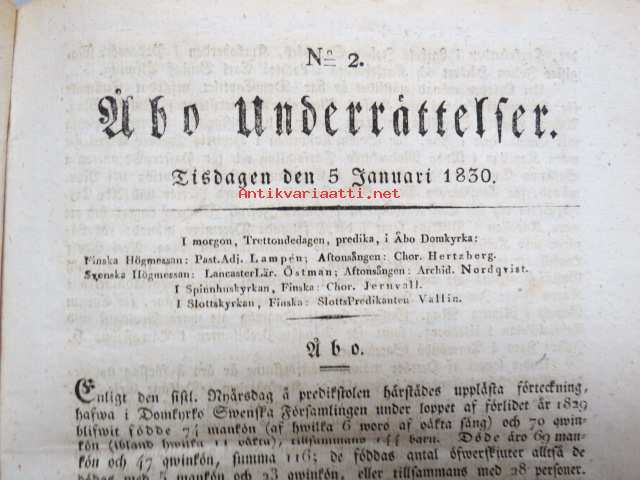 No 2.
Åbo Underrättelser.
Tisdagen den 5 Januari 1830.
Antikvariaatti.net
I morgon, Trettondedagen, predika, i Åbo Domkyrka:
Finska Högmessan: Past.Adj. Lampén; Aftonsången: Chor. Hertzberg.
Svenska Högmessan: LancasterLär. Östman; Aftonsången: Archid. Nordqvist.
I Spinnhuskyrkan, Finska: Chor. Jernvall.
I Slottskyrkan, Finska: SlottsPredikanten Vallin.
Åbo.
Enligt den sistl. Nyårsdag å predikstolen härstädes upplästa förteckning,
hafwa i Domkyrko Swenska Församlingen under loppet af förlidet år 1829
blifwit födde 74 mankön (af hwilka 6 woro af oäkta säng) och 70 qwin-
kön (ibland hwilka 11 oäkta), tillsammans 144 barn. Döde äro 69 man-
kön och 47 qwinkön, summa 116; de föddas antal öfwerskjuter alltså de
dödas med 5 mankön och 23 qwinkön, eller tillsammans med 28 personer.